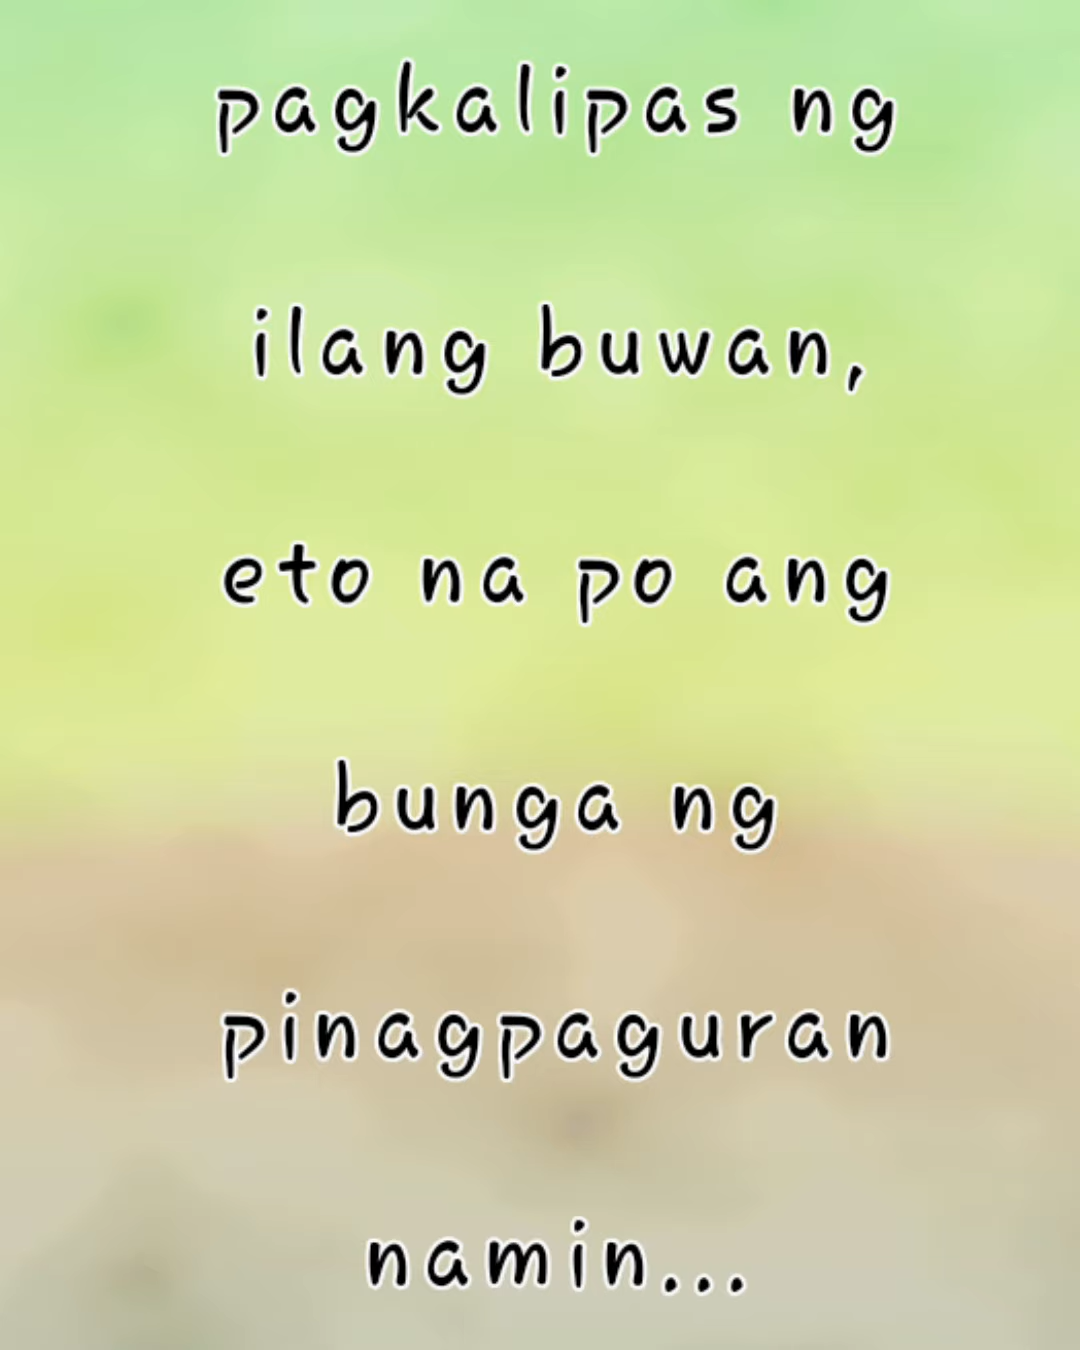 pagkalipas ng
ilang buwan,
eto na po ang
bunga ng
pinagpaguran
namin...